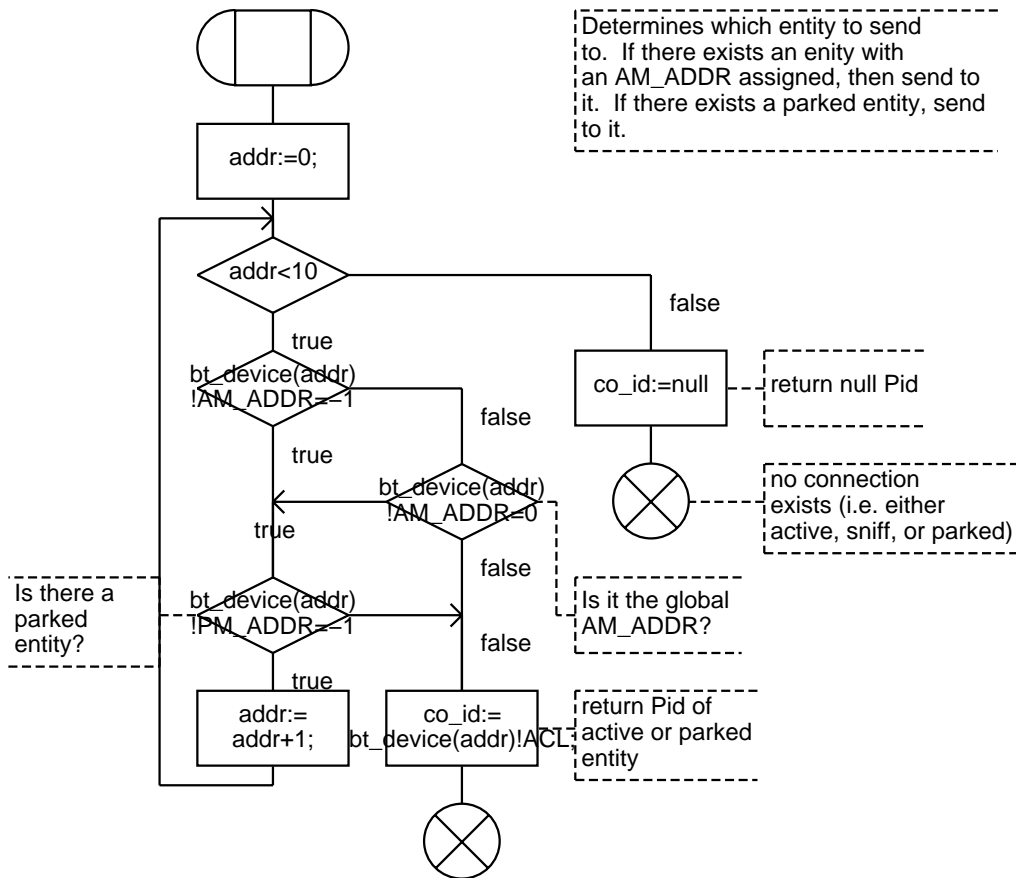 Determines which entity to send
to. If there exists an enity with
an AM_ADDR assigned, then send to
it. If there exists a parked entity, send
to it.
addr:=0;
addr<10
false
true
bt_device(addr)
!AM_ADDR=–1
co_id:=null
return null Pid
false
true
bt_device(addr)
!AM_ADDR=0
no connection
exists (i.e. either
active, sniff, or parked)
true
false
Is there a
parked
entity?
bt_device(addr)
!PM_ADDR=–1
Is it the global
AM_ADDR?
false
true
addr:=
addr+1;
co_id:=
bt_device(addr)!ACL;
return Pid of
active or parked
entity